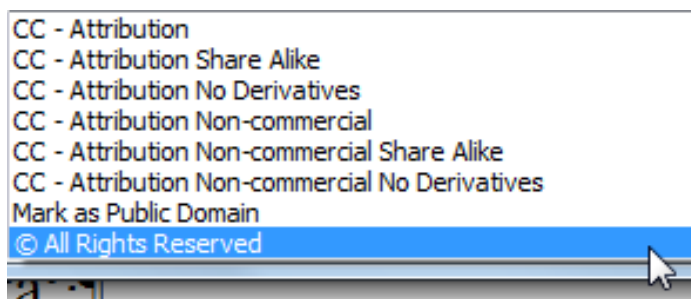 CC - Attribution
CC - Attribution Share Alike
CC - Attribution No Derivatives
CC - Attribution Non-commercial
CC - Attribution Non-commercial Share Alike
CC - Attribution Non-commercial No Derivatives
Mark as Public Domain
© All Rights Reserved